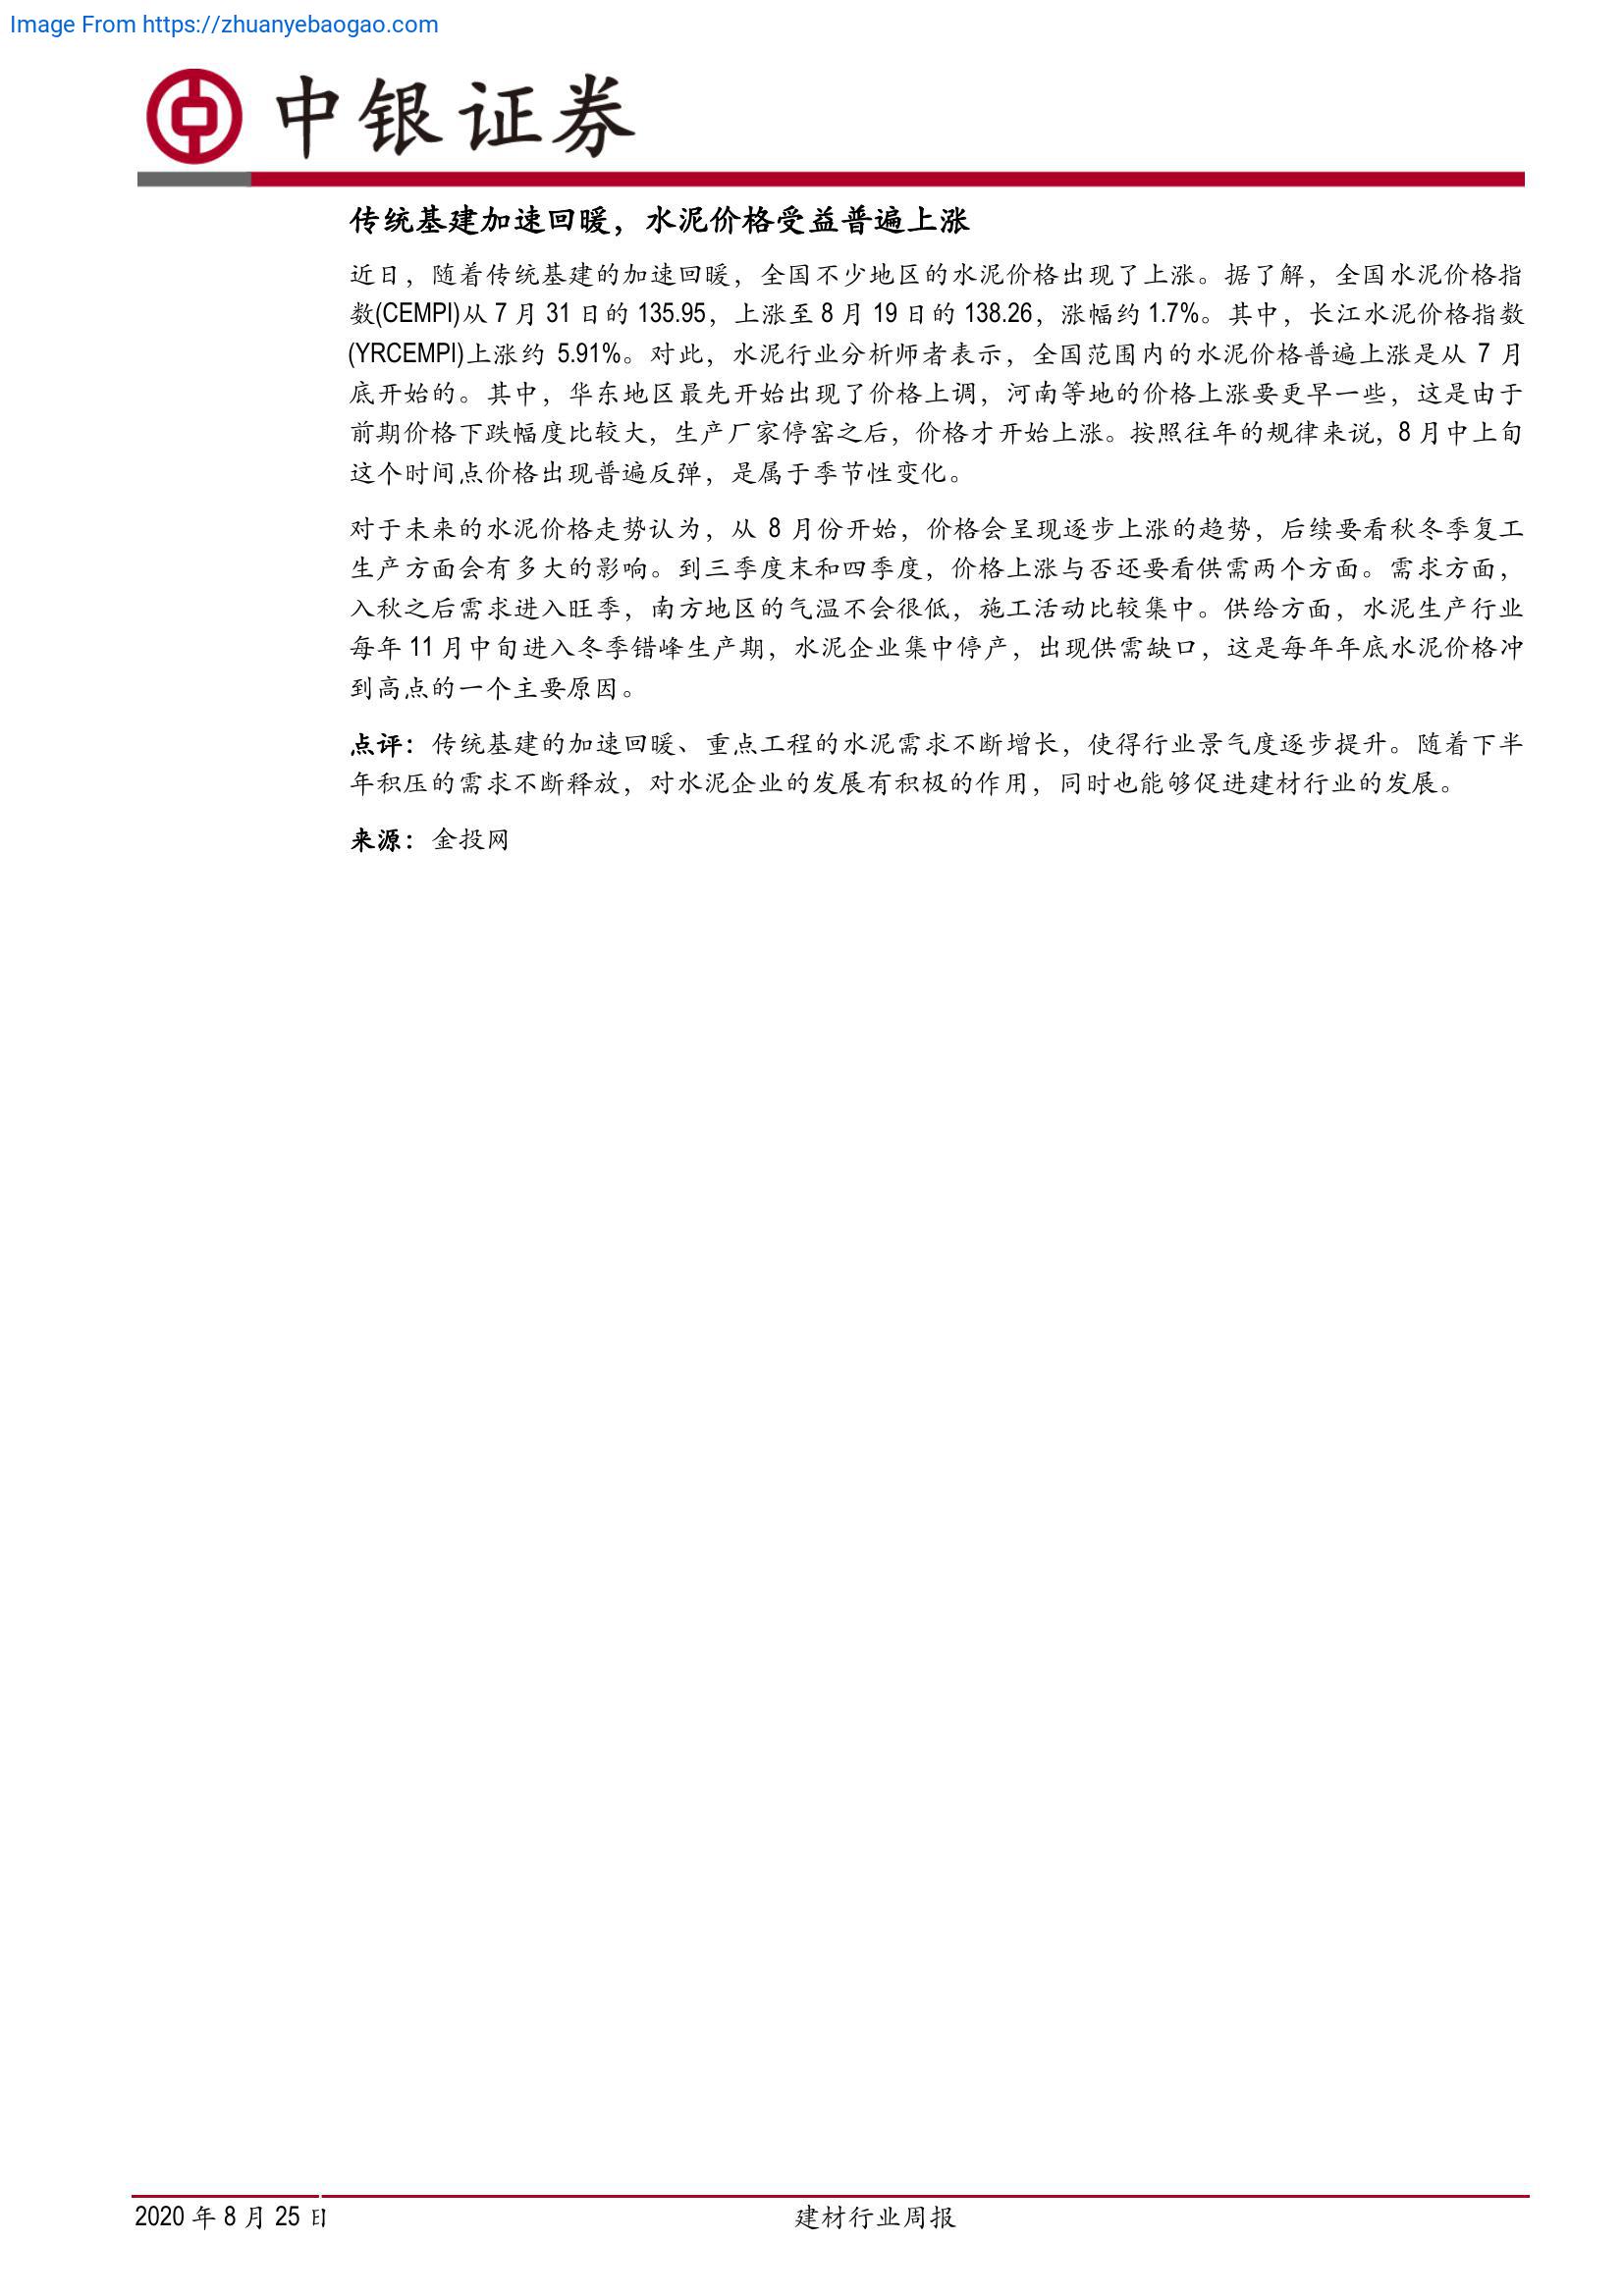 Image From https://zhuanyebaogao.com
中银证券
传统基建加速回暖，水泥价格受益普遍上涨
近日，随着传统基建的加速回暖，全国不少地区的水泥价格出现了上涨。据了解，全国水泥价格指
数(CEMPI)从 7 月 31 日的 135.95，上涨至 8 月 19 日的 138.26，涨幅约 1.7%。其中，长江水泥价格指数
(YRCEMPI)上涨约 5.91%。对此，水泥行业分析师者表示，全国范围内的水泥价格普遍上涨是从 7 月
底开始的。其中，华东地区最先开始出现了价格上调，河南等地的价格上涨要更早一些，这是由于
前期价格下跌幅度比较大，生产厂家停窑之后，价格才开始上涨。按照往年的规律来说，8 月中上旬
这个时间点价格出现普遍反弹，是属于季节性变化。
对于未来的水泥价格走势认为，从 8 月份开始，价格会呈现逐步上涨的趋势，后续要看秋冬季复工
生产方面会有多大的影响。到三季度末和四季度，价格上涨与否还要看供需两个方面。需求方面，
入秋之后需求进入旺季，南方地区的气温不会很低，施工活动比较集中。供给方面，水泥生产行业
每年 11 月中旬进入冬季错峰生产期，水泥企业集中停产，出现供需缺口，这是每年年底水泥价格冲
到高点的一个主要原因。
点评：传统基建的加速回暖、重点工程的水泥需求不断增长，使得行业景气度逐步提升。随着下半
年积压的需求不断释放，对水泥企业的发展有积极的作用，同时也能够促进建材行业的发展。
来源：金投网
2020 年 8 月 25 日
建材行业周报